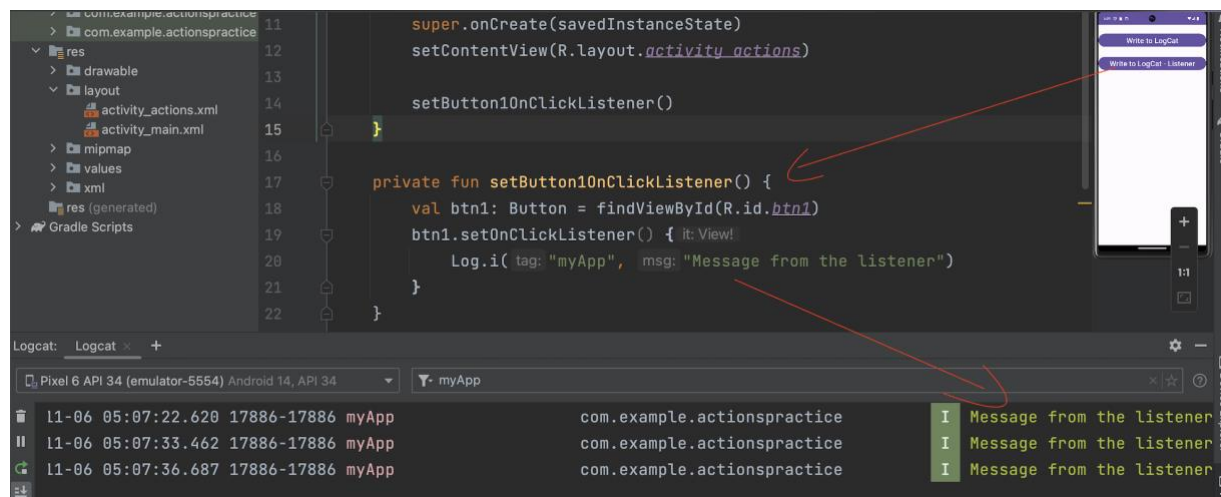 com.example.actionspractice
com.example.actionspractice
res
drawable
layout
activity_actions.xml
activity_main.xml
mipmap
values
xml
res (generated)
Gradle Scripts
11 super.onCreate(savedInstanceState)
12 setContentView(R.layout.activity_actions)
13
14 setButton1OnClickListener()
15 }
16
17 private fun setButton1OnClickListener() {
18 val btn1: Button = findViewById(R.id.btn1)
19 btn1.setOnClickListener() { it: View!
20 Log.i( tag: "myApp", msg: "Message from the listener")
21 }
22 }
Write to LogCat
Write to LogCat - Listener
1:1
Logcat: Logcat × +
Pixel 6 API 34 (emulator-5554) Android 14, API 34
myApp
11-06 05:07:22.620 17886-17886 myApp com.example.actionspractice I Message from the listener
11-06 05:07:33.462 17886-17886 myApp com.example.actionspractice I Message from the listener
11-06 05:07:36.687 17886-17886 myApp com.example.actionspractice I Message from the listener